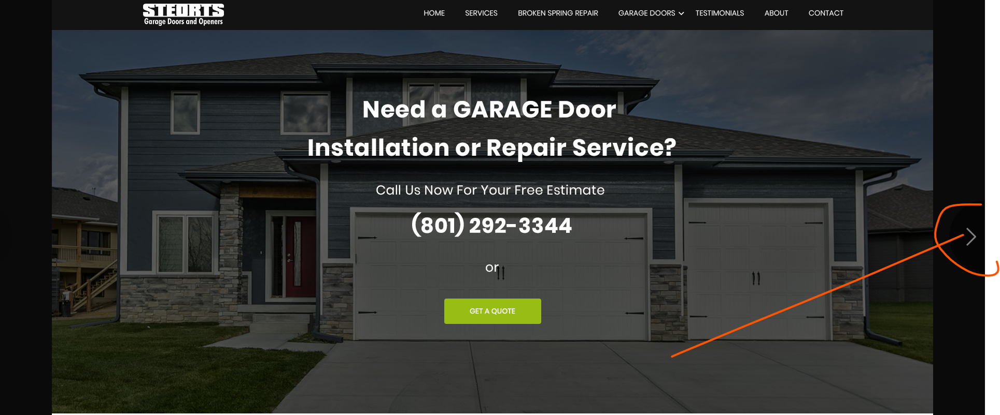 STEORTS
Garage Doors and Openers
HOME SERVICES BROKEN SPRING REPAIR GARAGE DOORS TESTIMONIALS ABOUT CONTACT
Need a GARAGE Door
Installation or Repair Service?
Call Us Now For Your Free Estimate
(801) 292-3344
or
GET A QUOTE